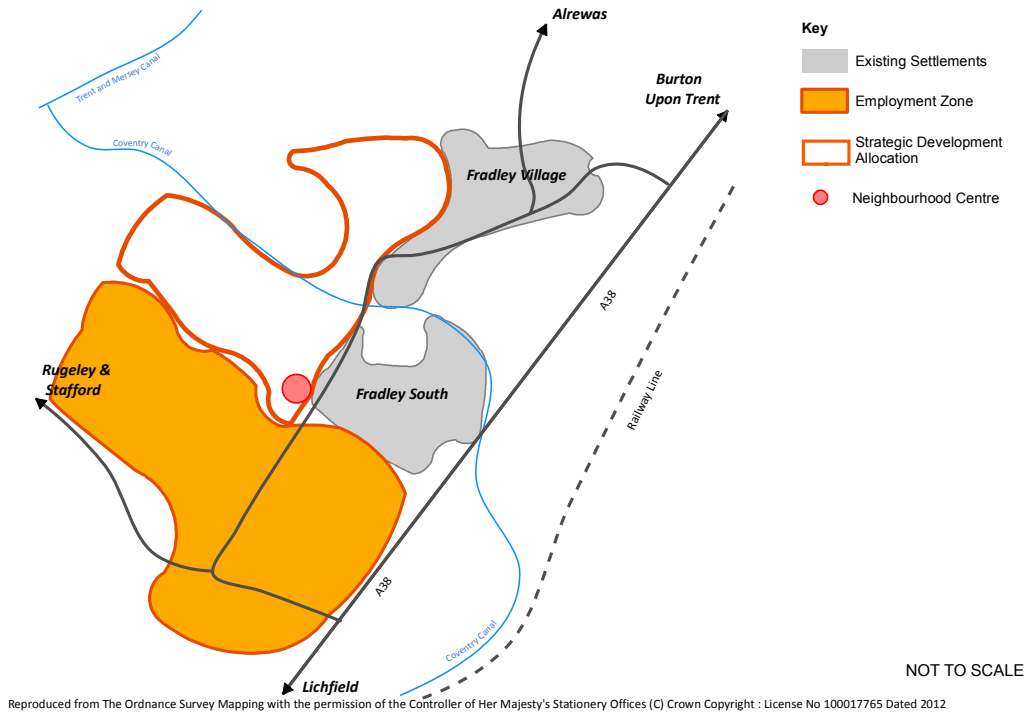 Alrewas
Key
Existing Settlements
Burton
Upon Trent
Trent and Mersey Canal
Employment Zone
Coventry Canal
Strategic Development
Allocation
Fradley Village
Neighbourhood Centre
A38
Rugeley &
Stafford
Fradley South
Railway Line
A38
Coventry Canal
NOT TO SCALE
Lichfield
Reproduced from The Ordnance Survey Mapping with the permission of the Controller of Her Majesty's Stationery Offices (C) Crown Copyright : License No 100017765 Dated 2012